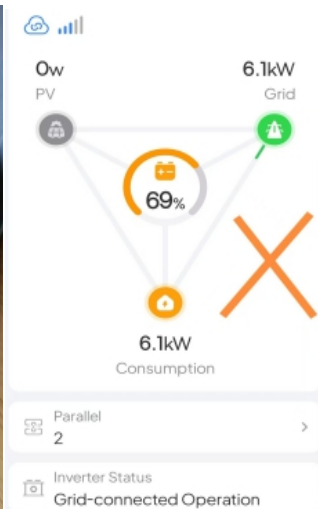 0w
6.1kW
PV
Grid
69%
6.1kW
Consumption
Parallel
2
Inverter Status
Grid-connected Operation